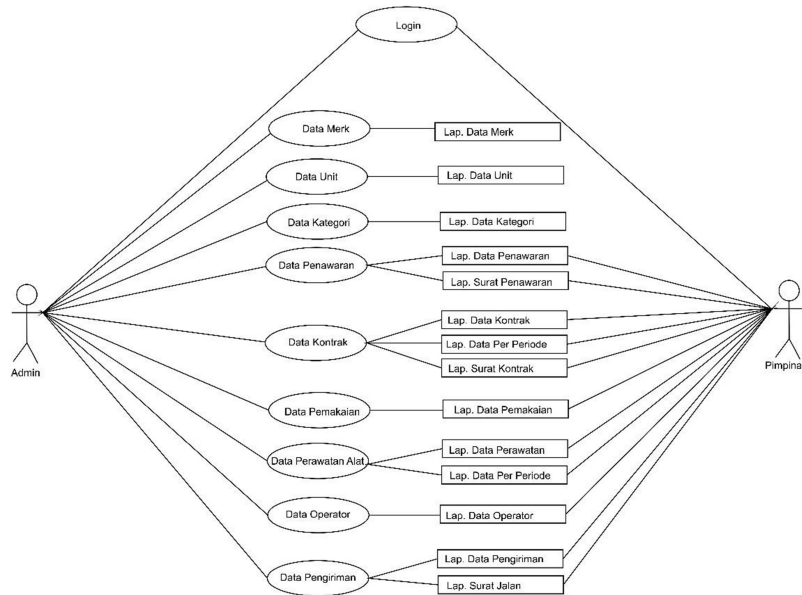 Login
Data Merk
Lap. Data Merk
Data Unit
Lap. Data Unit
Data Kategori
Lap. Data Kategori
Data Penawaran
Lap. Data Penawaran
Lap. Surat Penawaran
Admin
Pimpina
Data Kontrak
Lap. Data Kontrak
Lap. Data Per Periode
Lap. Surat Kontrak
Data Pemakaian
Lap. Data Pemakaian
Data Perawatan Alat
Lap. Data Perawatan
Lap. Data Per Periode
Data Operator
Lap. Data Operator
Data Pengiriman
Lap. Data Pengiriman
Lap. Surat Jalan